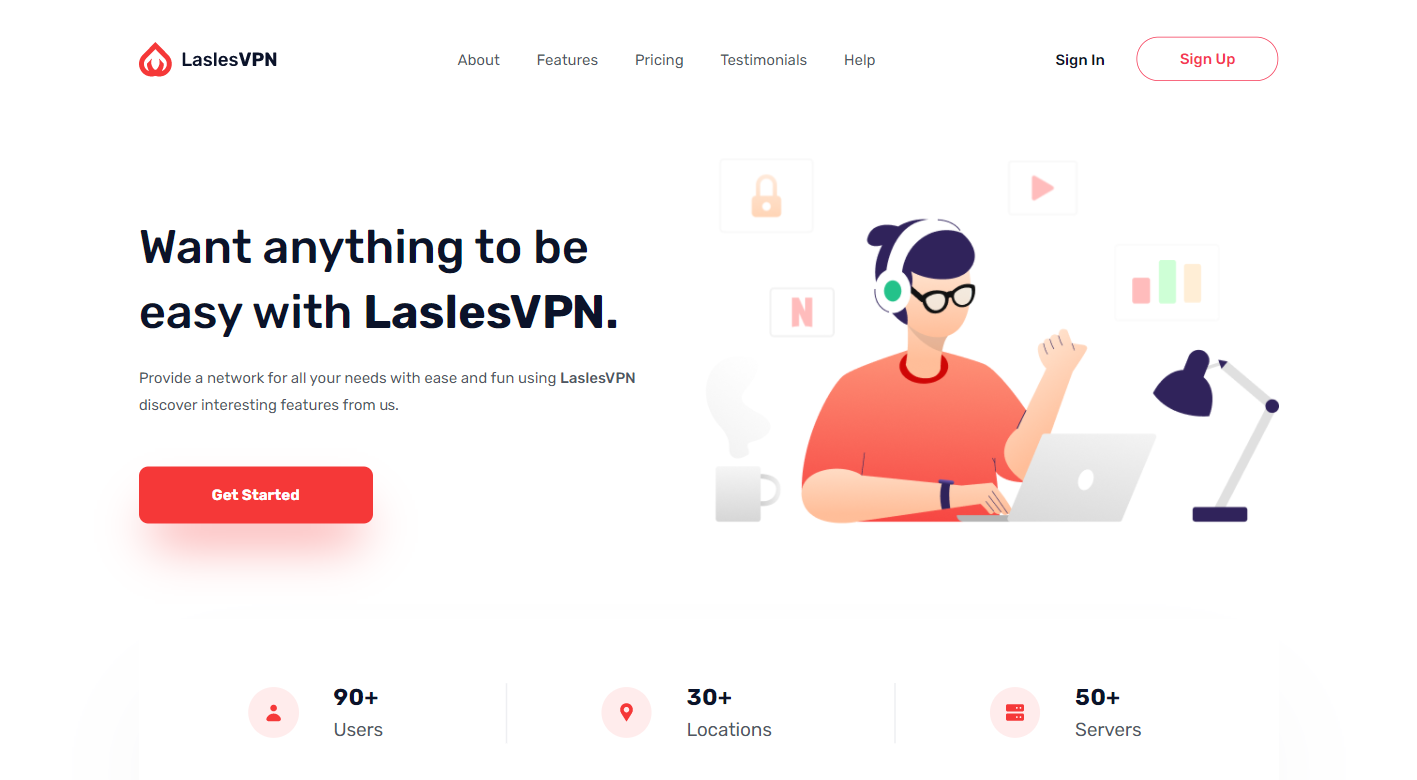 LaslesVPN
About
Features
Pricing
Testimonials
Help
Sign In
Sign Up
Want anything to be
easy with LaslesVPN.
Provide a network for all your needs with ease and fun using LaslesVPN
discover interesting features from us.
Get Started
N
90+
Users
30+
Locations
50+
Servers